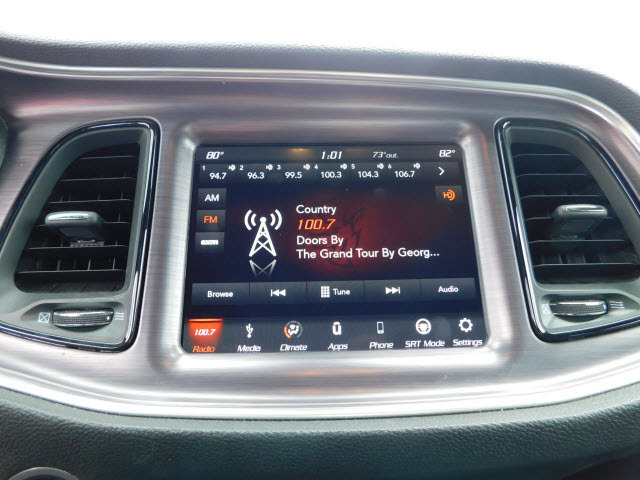 80° 1:01 73°out. 82°
1 2 3 4 5 6
94.7 96.3 99.5 100.3 104.3 106.7
AM
FM
Country
100.7
Doors By
The Grand Tour By Georg...
Browse Tune Audio
100.7
Radio Media Climate Apps Phone SRT Mode Settings